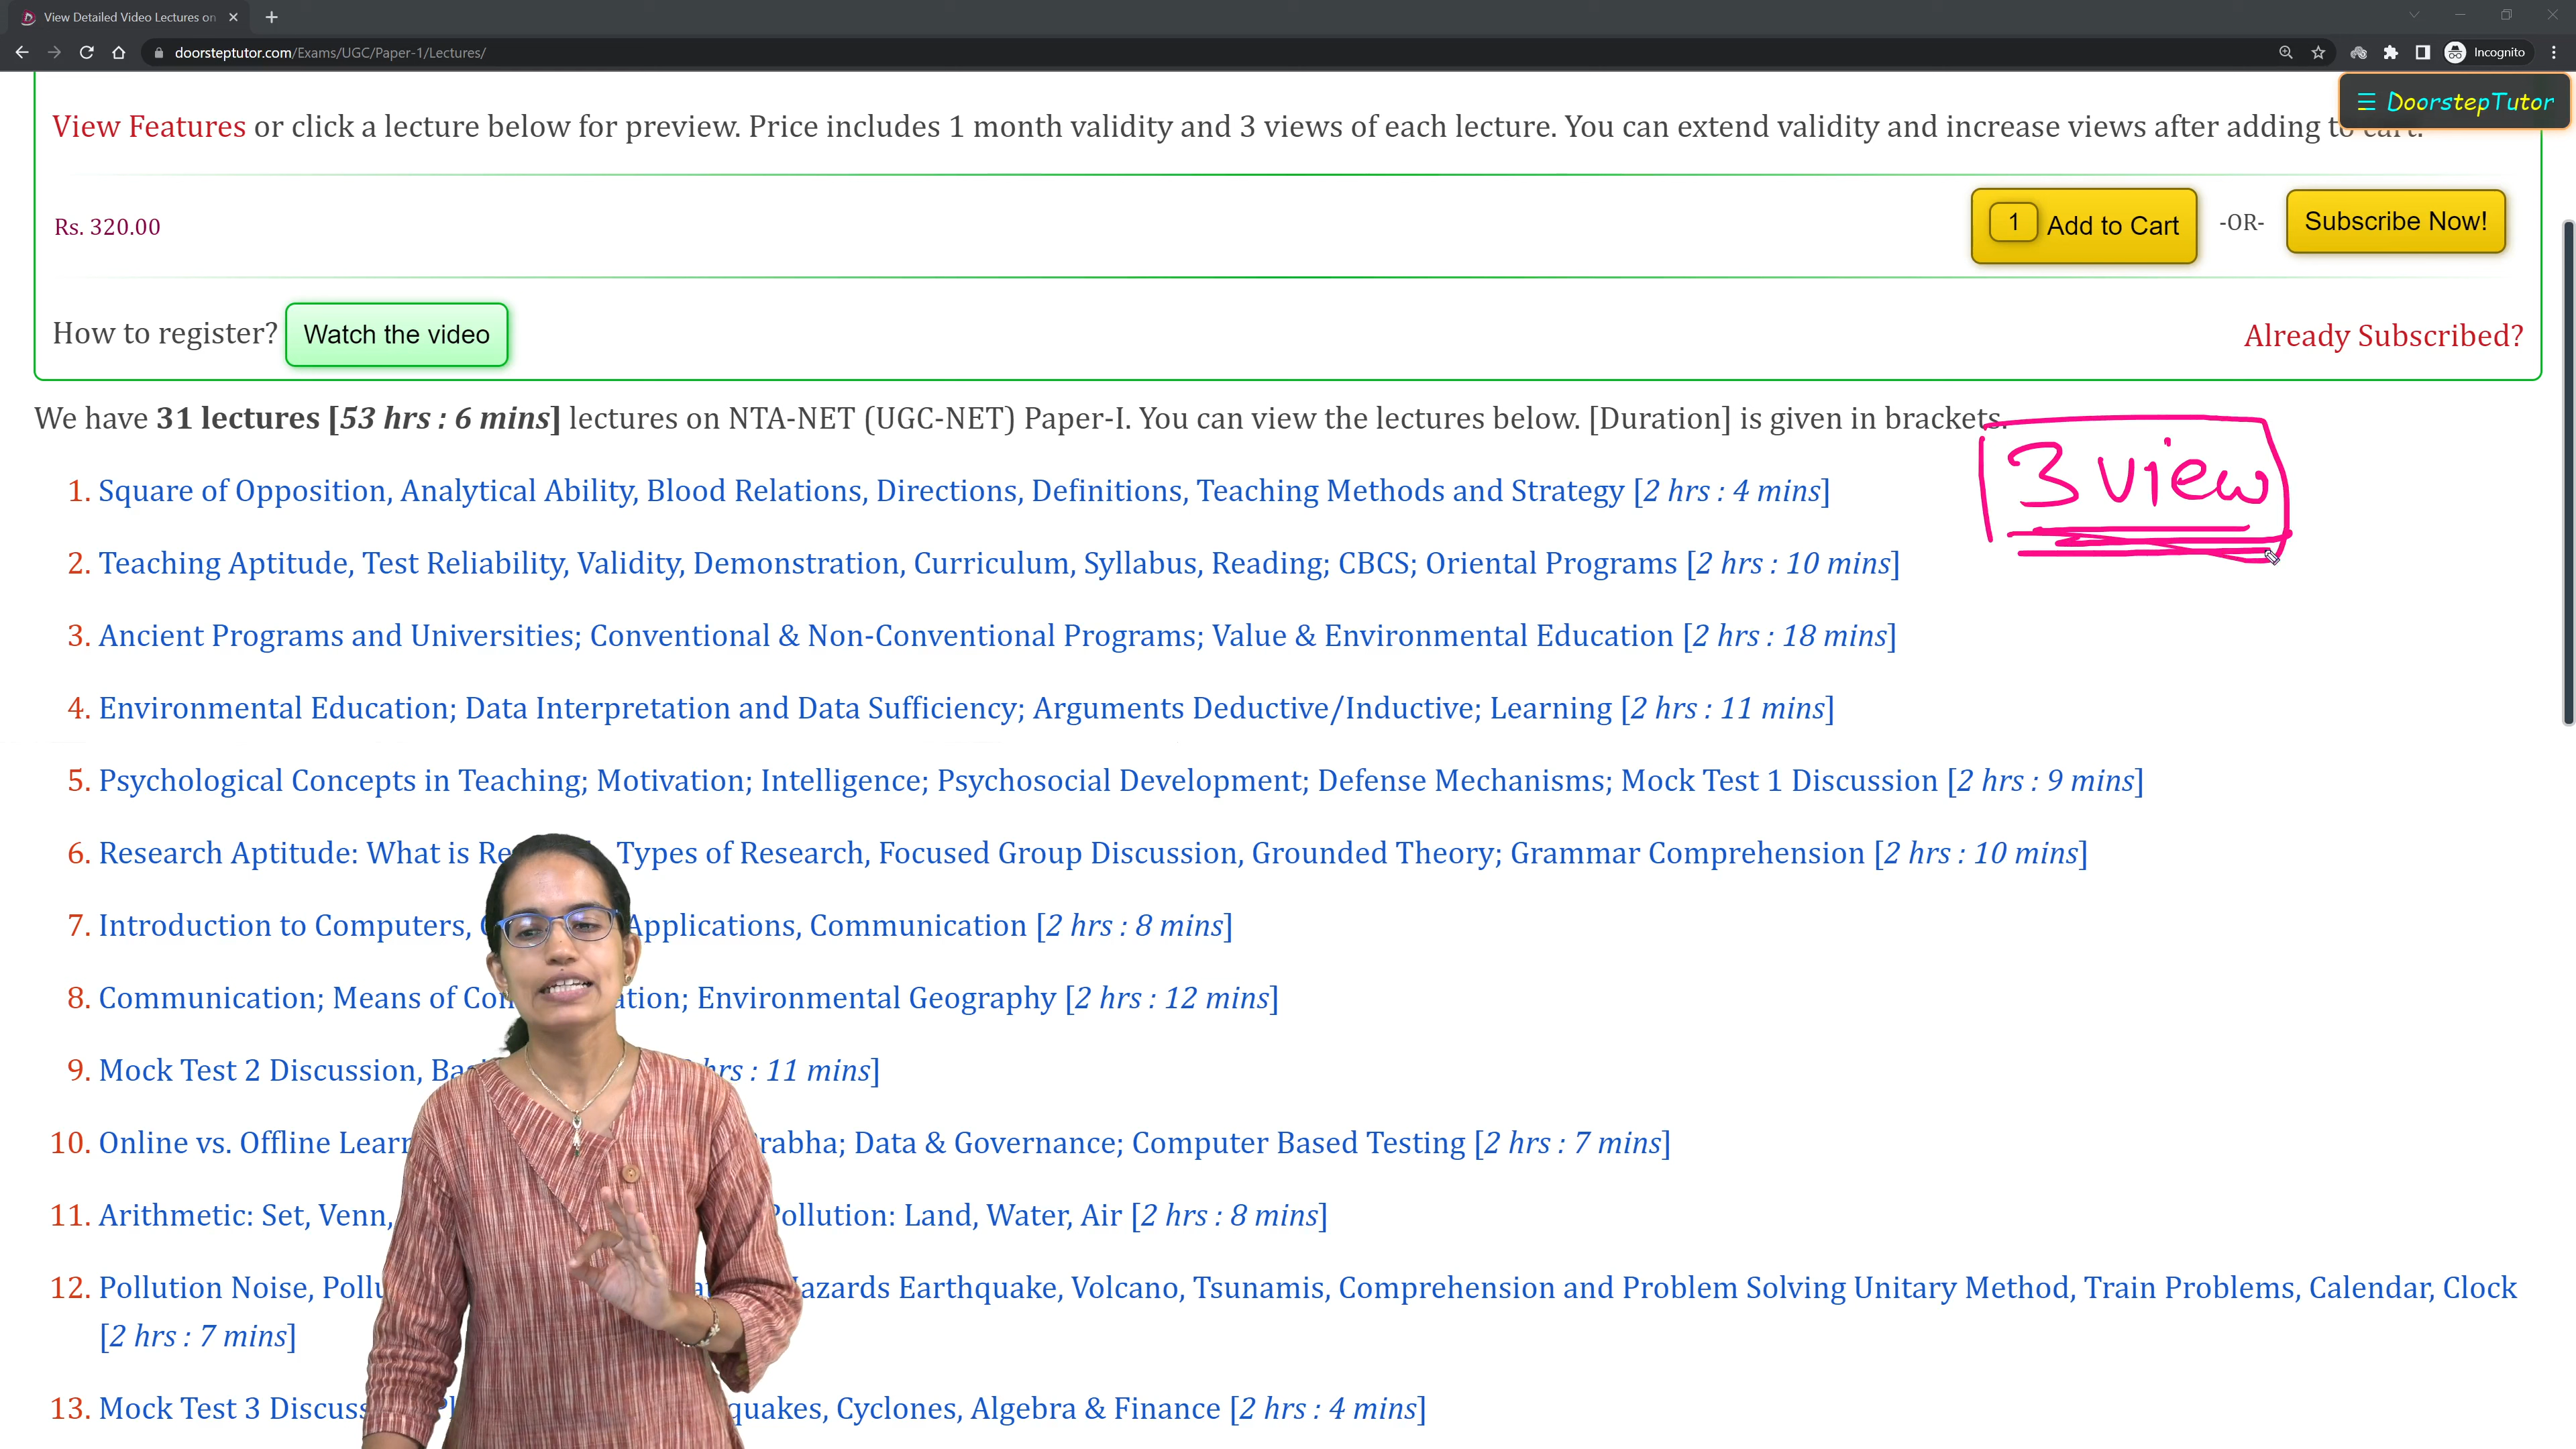 View Detailed Video Lectures on
doorsteptutor.com/Exams/UGC/Paper-1/Lectures/
Incognito
DoorstepTutor
View Features or click a lecture below for preview. Price includes 1 month validity and 3 views of each lecture. You can extend validity and increase views after adding to cart.
Rs. 320.00
1 Add to Cart -OR- Subscribe Now!
How to register? Watch the video
Already Subscribed?
We have 31 lectures [53 hrs : 6 mins] lectures on NTA-NET (UGC-NET) Paper-I. You can view the lectures below. [Duration] is given in brackets.
3 view
1. Square of Opposition, Analytical Ability, Blood Relations, Directions, Definitions, Teaching Methods and Strategy [2 hrs : 4 mins]
2. Teaching Aptitude, Test Reliability, Validity, Demonstration, Curriculum, Syllabus, Reading; CBCS; Oriental Programs [2 hrs : 10 mins]
3. Ancient Programs and Universities; Conventional & Non-Conventional Programs; Value & Environmental Education [2 hrs : 18 mins]
4. Environmental Education; Data Interpretation and Data Sufficiency; Arguments Deductive/Inductive; Learning [2 hrs : 11 mins]
5. Psychological Concepts in Teaching; Motivation; Intelligence; Psychosocial Development; Defense Mechanisms; Mock Test 1 Discussion [2 hrs : 9 mins]
6. Research Aptitude: What is Types of Research, Focused Group Discussion, Grounded Theory; Grammar Comprehension [2 hrs : 10 mins]
7. Introduction to Computers, Applications, Communication [2 hrs : 8 mins]
8. Communication; Means of Environmental Geography [2 hrs : 12 mins]
9. Mock Test 2 Discussion, hrs : 11 mins]
10. Online vs. Offline Data & Governance; Computer Based Testing [2 hrs : 7 mins]
11. Arithmetic: Set, Venn, Pollution: Land, Water, Air [2 hrs : 8 mins]
12. Pollution Noise, Hazards Earthquake, Volcano, Tsunamis, Comprehension and Problem Solving Unitary Method, Train Problems, Calendar, Clock
[2 hrs : 7 mins]
13. Mock Test 3 Cyclones, Algebra & Finance [2 hrs : 4 mins]